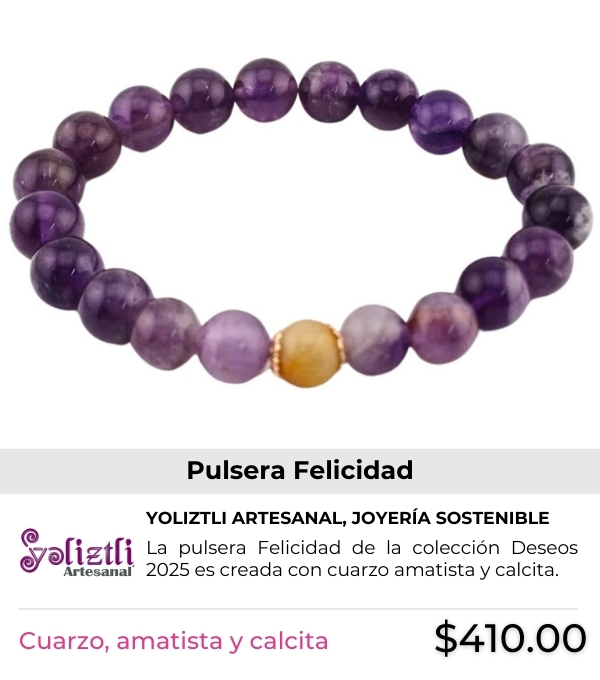 Pulsera Felicidad
YOLIZTLI ARTESANAL, JOYERÍA SOSTENIBLE
yoliztli
Artesanal
La pulsera Felicidad de la colección Deseos
2025 es creada con cuarzo amatista y calcita.
Cuarzo, amatista y calcita
$410.00